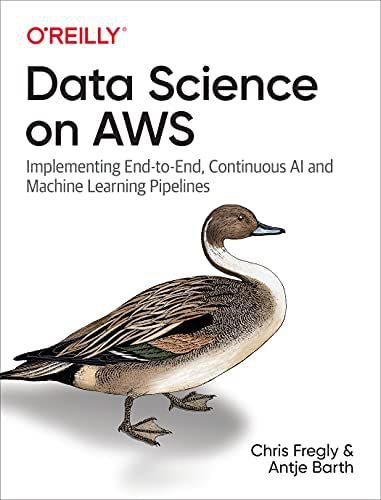 O'REILLY®
Data Science
on AWS
Implementing End-to-End, Continuous AI and
Machine Learning Pipelines
Chris Fregly &
Antje Barth